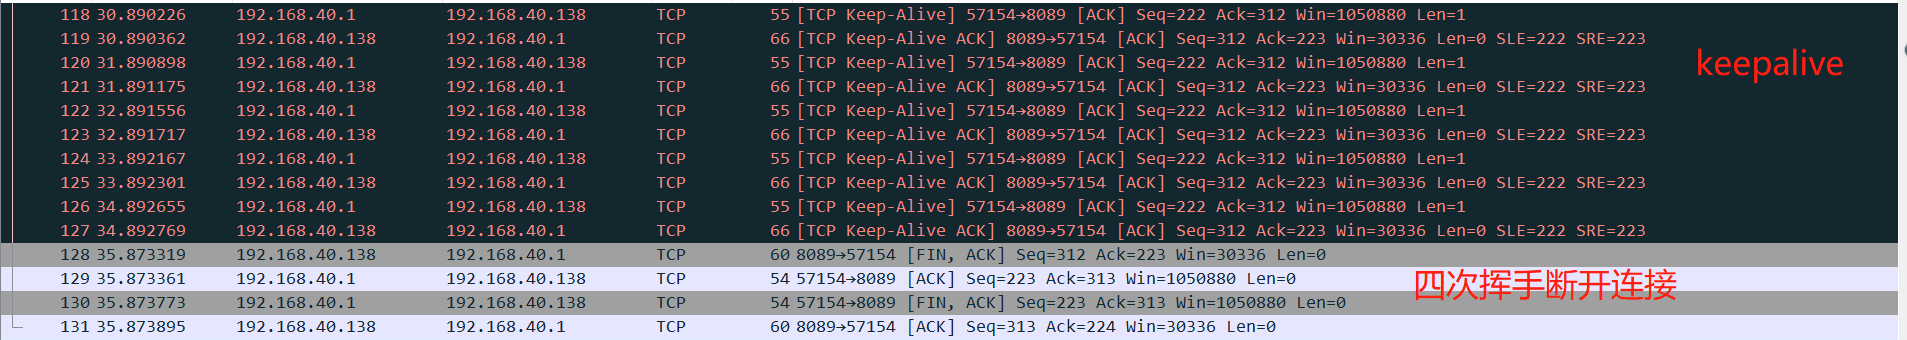 118 30.890226 192.168.40.1 192.168.40.138 TCP 55 [TCP Keep-Alive] 57154→8089 [ACK] Seq=222 Ack=312 Win=1050880 Len=1
119 30.890362 192.168.40.138 192.168.40.1 TCP 66 [TCP Keep-Alive ACK] 8089→57154 [ACK] Seq=312 Ack=223 Win=30336 Len=0 SLE=222 SRE=223
120 31.890898 192.168.40.1 192.168.40.138 TCP 55 [TCP Keep-Alive] 57154→8089 [ACK] Seq=222 Ack=312 Win=1050880 Len=1
keepalive
121 31.891175 192.168.40.138 192.168.40.1 TCP 66 [TCP Keep-Alive ACK] 8089→57154 [ACK] Seq=312 Ack=223 Win=30336 Len=0 SLE=222 SRE=223
122 32.891556 192.168.40.1 192.168.40.138 TCP 55 [TCP Keep-Alive] 57154→8089 [ACK] Seq=222 Ack=312 Win=1050880 Len=1
123 32.891717 192.168.40.138 192.168.40.1 TCP 66 [TCP Keep-Alive ACK] 8089→57154 [ACK] Seq=312 Ack=223 Win=30336 Len=0 SLE=222 SRE=223
124 33.892167 192.168.40.1 192.168.40.138 TCP 55 [TCP Keep-Alive] 57154→8089 [ACK] Seq=222 Ack=312 Win=1050880 Len=1
125 33.892301 192.168.40.138 192.168.40.1 TCP 66 [TCP Keep-Alive ACK] 8089→57154 [ACK] Seq=312 Ack=223 Win=30336 Len=0 SLE=222 SRE=223
126 34.892655 192.168.40.1 192.168.40.138 TCP 55 [TCP Keep-Alive] 57154→8089 [ACK] Seq=222 Ack=312 Win=1050880 Len=1
127 34.892769 192.168.40.138 192.168.40.1 TCP 66 [TCP Keep-Alive ACK] 8089→57154 [ACK] Seq=312 Ack=223 Win=30336 Len=0 SLE=222 SRE=223
128 35.873319 192.168.40.138 192.168.40.1 TCP 60 8089→57154 [FIN, ACK] Seq=312 Ack=223 Win=30336 Len=0
129 35.873361 192.168.40.1 192.168.40.138 TCP 54 57154→8089 [ACK] Seq=223 Ack=313 Win=1050880 Len=0
四次挥手断开连接
130 35.873773 192.168.40.1 192.168.40.138 TCP 54 57154→8089 [FIN, ACK] Seq=223 Ack=313 Win=1050880 Len=0
131 35.873895 192.168.40.138 192.168.40.1 TCP 60 8089→57154 [ACK] Seq=313 Ack=224 Win=30336 Len=0